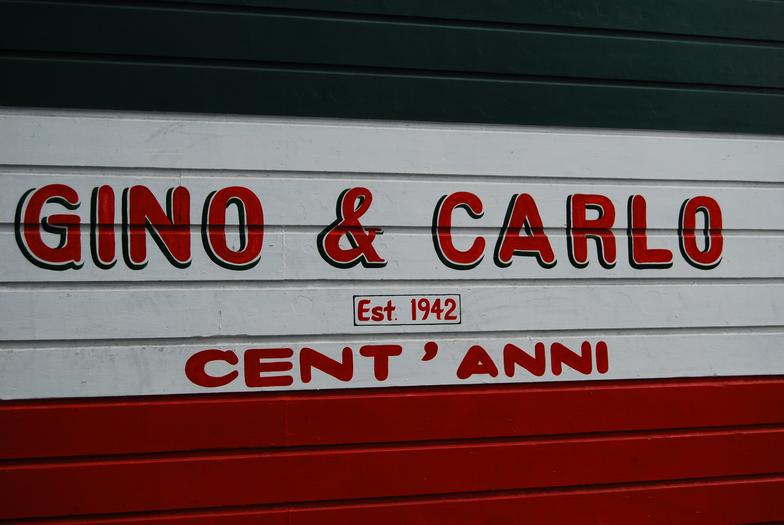 GINO & CARLO
Est. 1942
CENT'ANNI